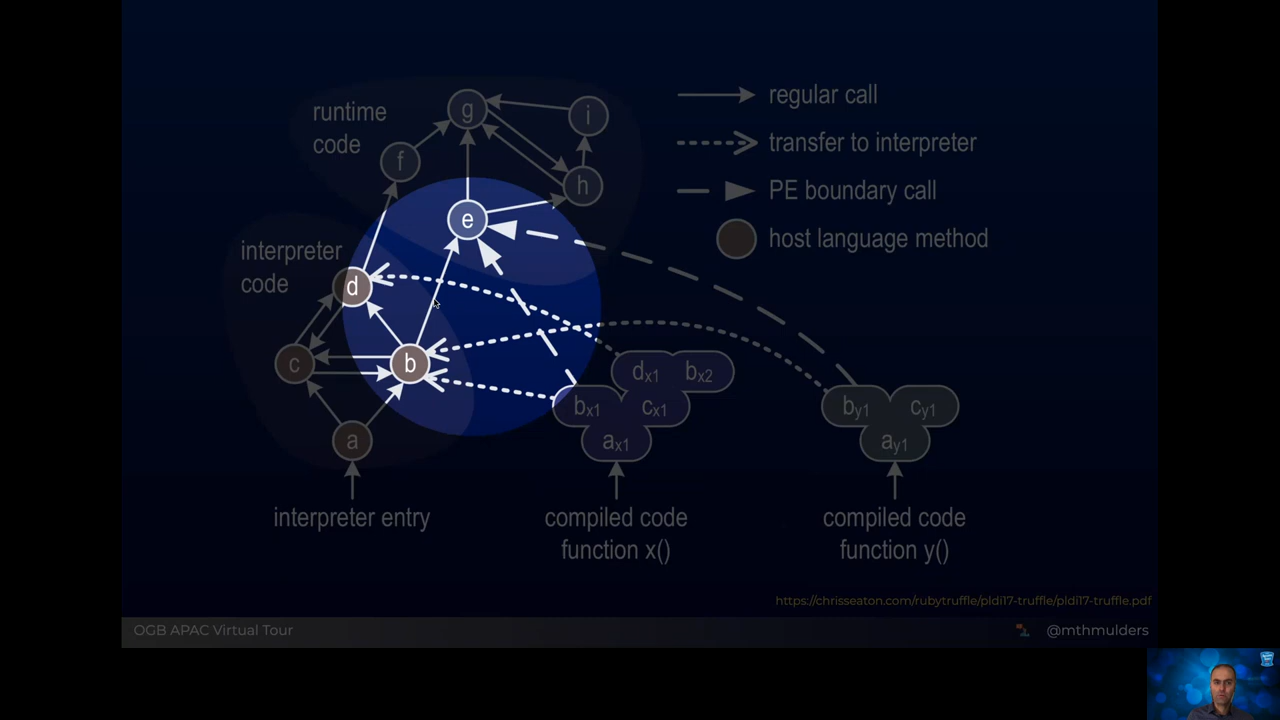 runtime
code
g
i
f
h
e
interpreter
code
d
c
b
a
regular call
transfer to interpreter
PE boundary call
host language method
dx1
bx2
bx1
cx1
ax1
by1
cy1
ay1
interpreter entry
compiled code
function x()
compiled code
function y()
https://chrisseaton.com/rubytruffle/pldi17-truffle/pldi17-truffle.pdf
OGB APAC Virtual Tour
@mthmulders